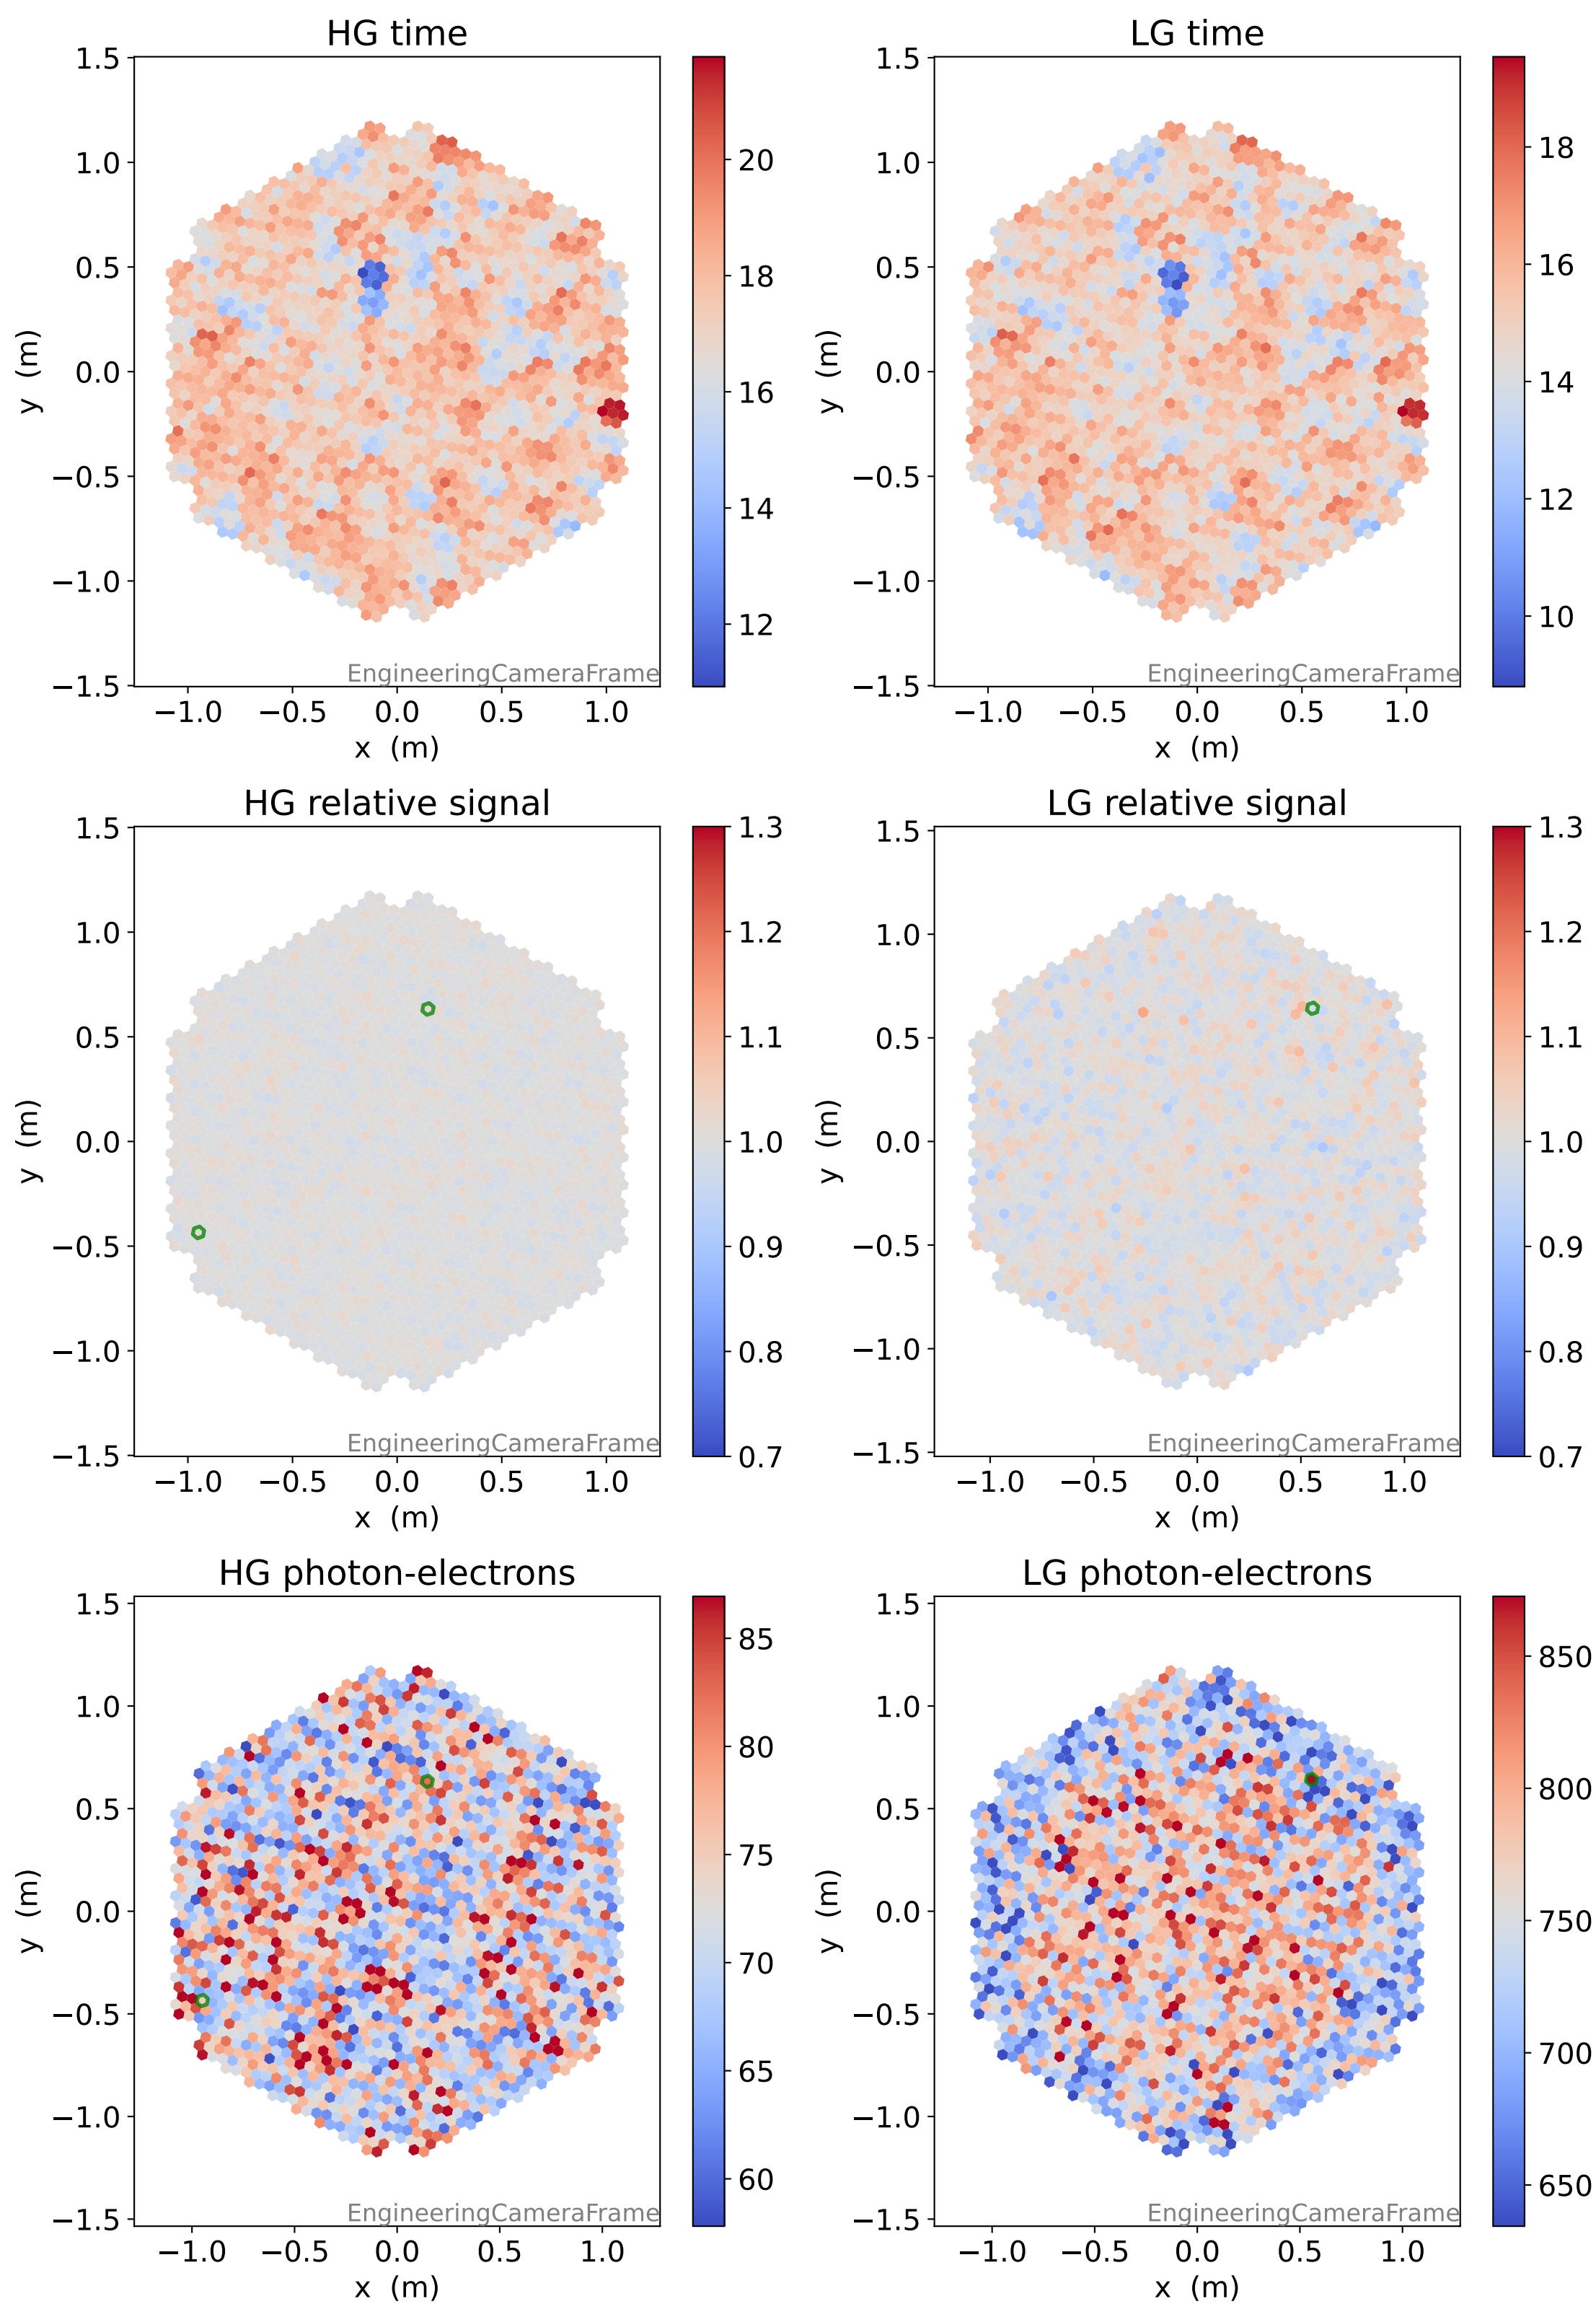 HG time
1.5
1.0
0.5
0.0
−0.5
−1.0
−1.5
y (m)
EngineeringCameraFrame
−1.0 −0.5 0.0 0.5 1.0
x (m)
20
18
16
14
12
LG time
1.5
1.0
0.5
0.0
−0.5
−1.0
−1.5
y (m)
EngineeringCameraFrame
−1.0 −0.5 0.0 0.5 1.0
x (m)
18
16
14
12
10
HG relative signal
1.5
1.0
0.5
0.0
−0.5
−1.0
−1.5
y (m)
EngineeringCameraFrame
−1.0 −0.5 0.0 0.5 1.0
x (m)
1.3
1.2
1.1
1.0
0.9
0.8
0.7
LG relative signal
1.5
1.0
0.5
0.0
−0.5
−1.0
−1.5
y (m)
EngineeringCameraFrame
−1.0 −0.5 0.0 0.5 1.0
x (m)
1.3
1.2
1.1
1.0
0.9
0.8
0.7
HG photon-electrons
1.5
1.0
0.5
0.0
−0.5
−1.0
−1.5
y (m)
EngineeringCameraFrame
−1.0 −0.5 0.0 0.5 1.0
x (m)
85
80
75
70
65
60
LG photon-electrons
1.5
1.0
0.5
0.0
−0.5
−1.0
−1.5
y (m)
EngineeringCameraFrame
−1.0 −0.5 0.0 0.5 1.0
x (m)
850
800
750
700
650